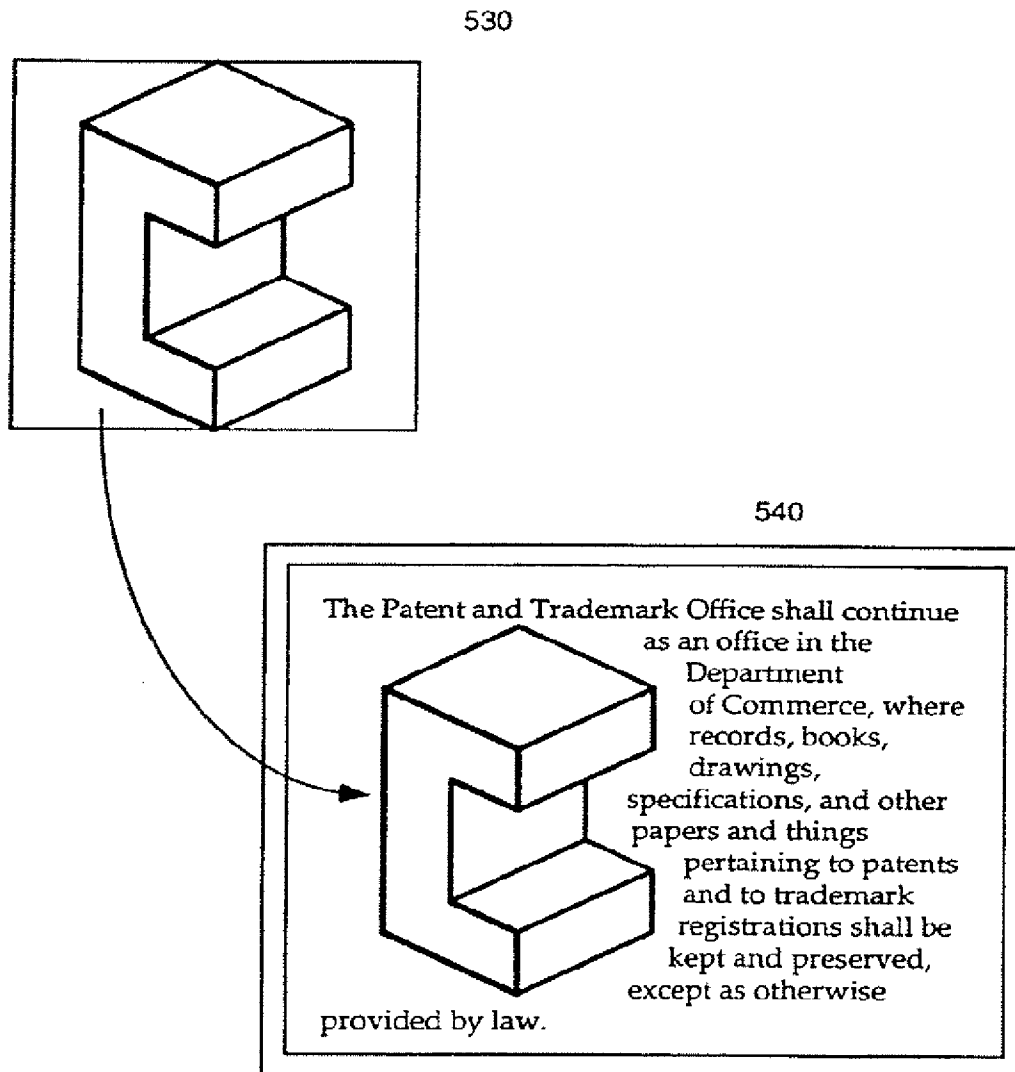 530
540
The Patent and Trademark Office shall continue
as an office in the
Department
of Commerce, where
records, books,
drawings,
specifications, and other
papers and things
pertaining to patents
and to trademark
registrations shall be
kept and preserved,
except as otherwise
provided by law.